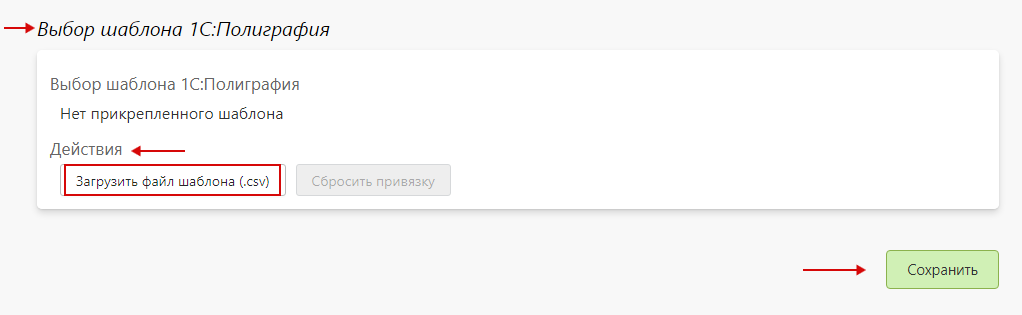 Выбор шаблона 1С:Полиграфия
Выбор шаблона 1С:Полиграфия
Нет прикрепленного шаблона
Действия
Загрузить файл шаблона (.csv) Сбросить привязку
Сохранить